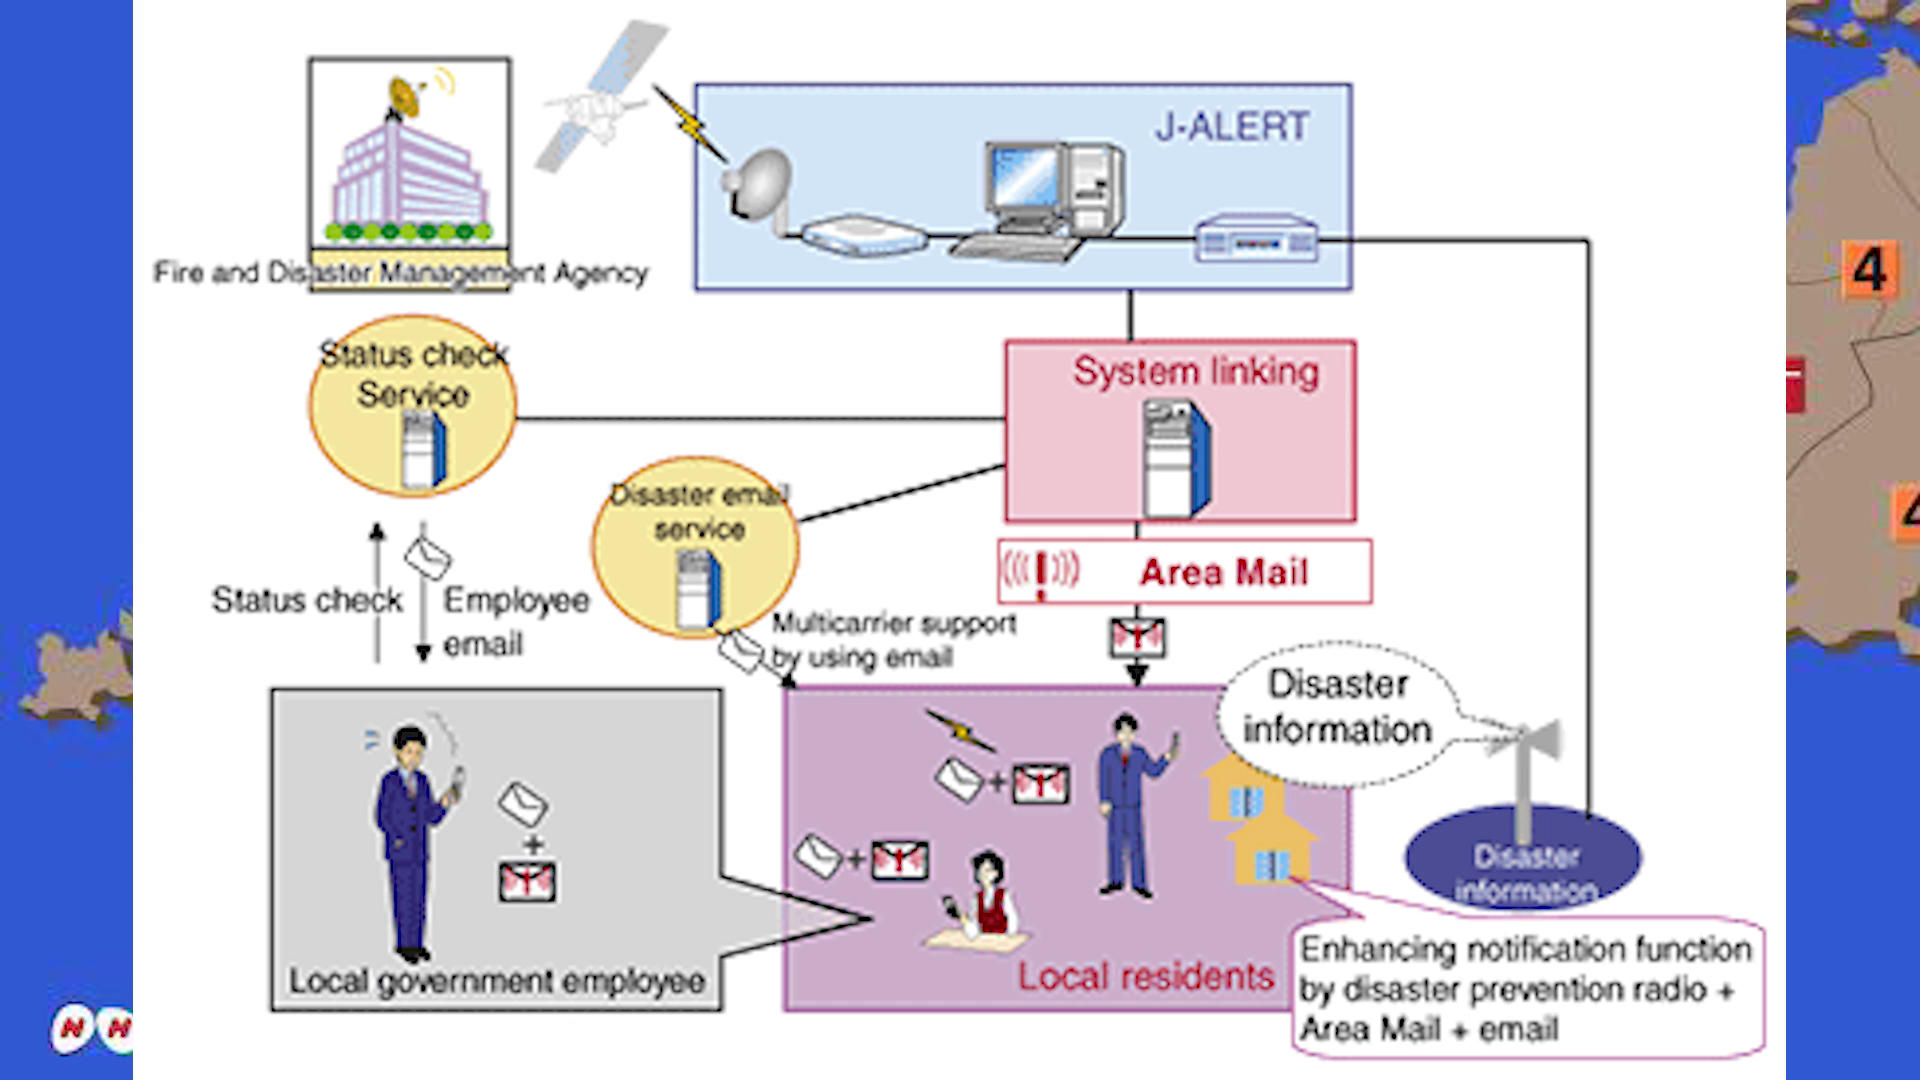 J-ALERT
Fire and Disaster Management Agency
4
Status check
Service
System linking
Disaster email
service
Area Mail
Status check
Employee
email
Multicarrier support
by using email
Disaster
information
Disaster
information
Local government employee
Local residents
Enhancing notification function
by disaster prevention radio +
Area Mail + email
N